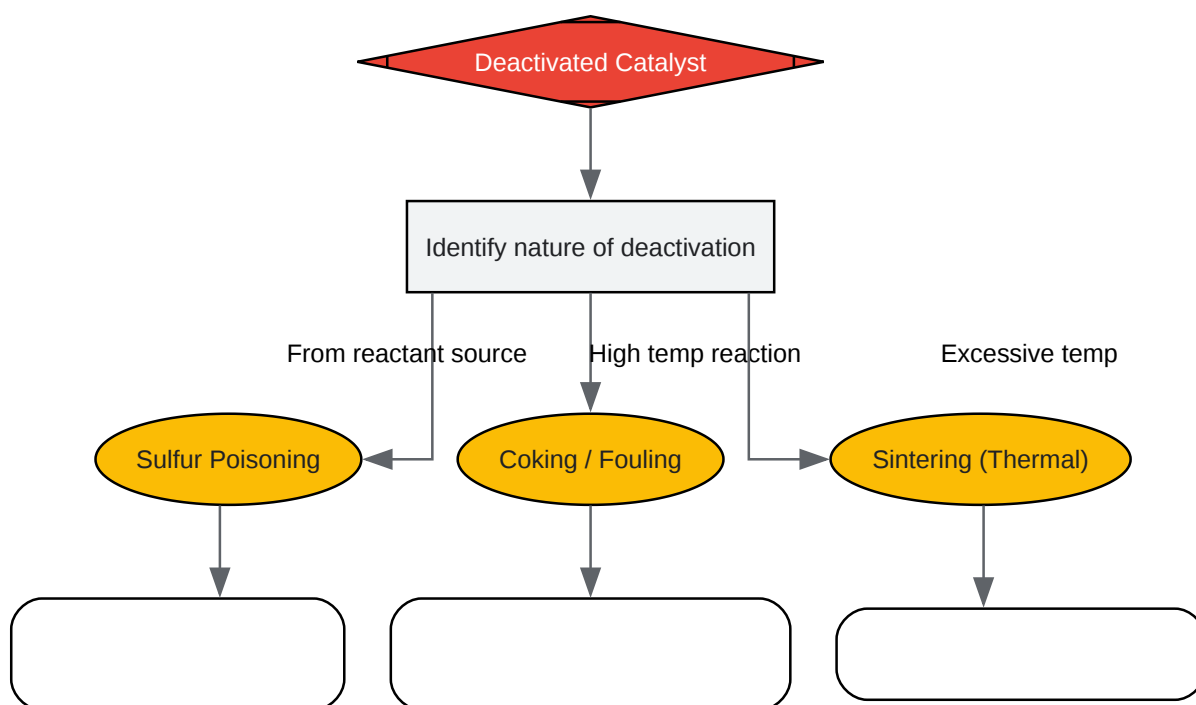 Deactivated Catalyst
Identify nature of deactivation
From reactant source
High temp reaction
Excessive temp
Sulfur Poisoning
Coking / Fouling
Sintering (Thermal)